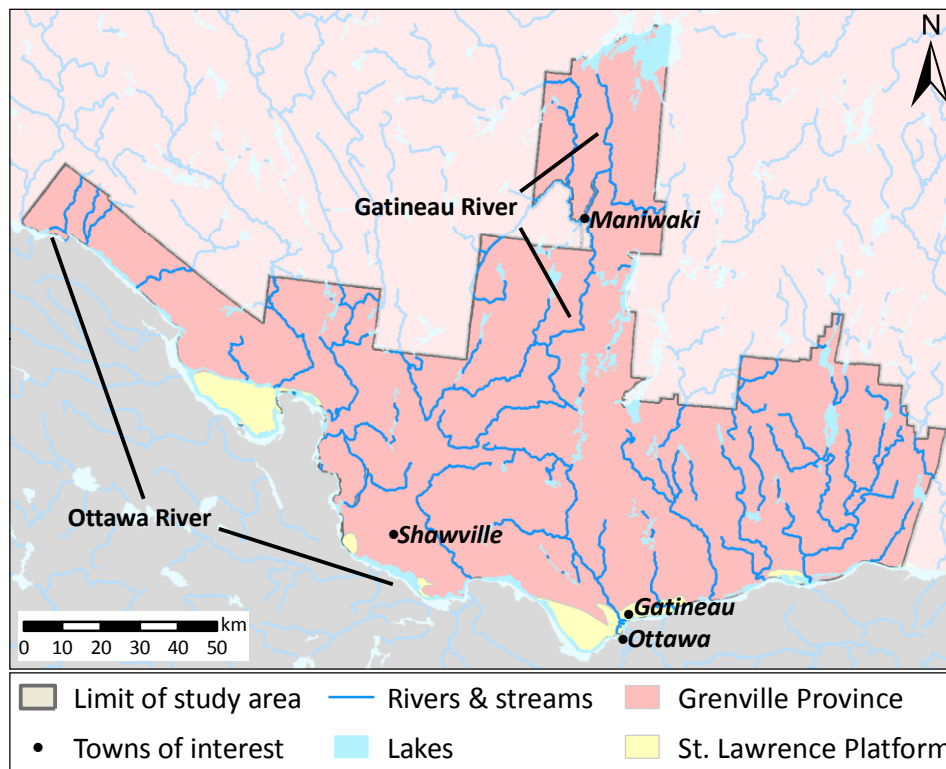 N
Gatineau River
Maniwaki
Ottawa River
Shawville
Gatineau
Ottawa
km
0 10 20 30 40 50
Limit of study area
Rivers & streams
Grenville Province
Towns of interest
Lakes
St. Lawrence Platform